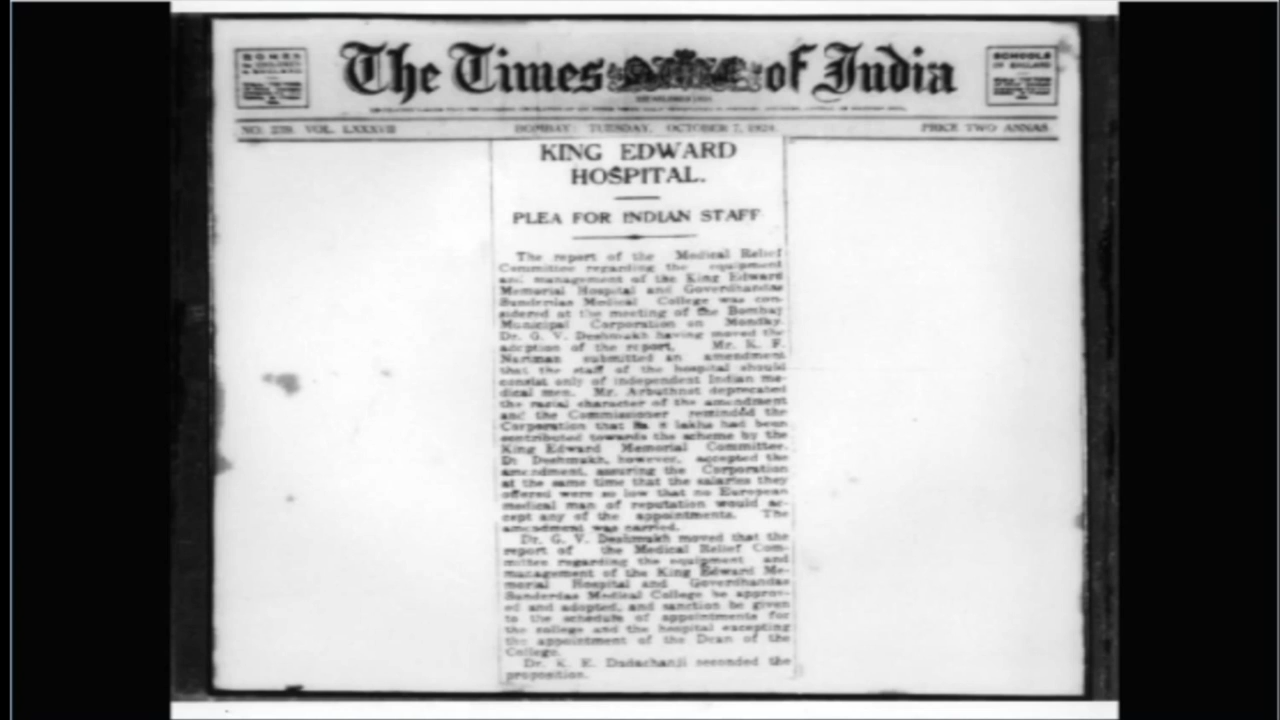 The Times of India
SCHOOLS
OF ENGLAND
NO. 239. VOL. LXXXVII
BOMBAY: TUESDAY, OCTOBER 7, 1924
PRICE TWO ANNAS
KING EDWARD
HOSPITAL.
PLEA FOR INDIAN STAFF
The report of the Medical Relief
Committee regarding the equipment
and management of the King Edward
Memorial Hospital and Goverdhandas
Sunderdas Medical College was con-
sidered at the meeting of the Bombay
Municipal Corporation on Monday.
Dr. G. V. Deshmukh having moved the
adoption of the report, Mr. K. F.
Nariman submitted an amendment
that the staff of the hospital should
consist only of independent Indian me-
dical men. Mr. Arbuthnot deprecated
the racial character of the amendment
and the Commissioner reminded the
Corporation that Rs. lakhs had been
contributed towards the scheme by the
King Edward Memorial Committee.
Dr Deshmukh, however, accepted the
amendment, assuring the Corporation
at the same time that the salaries they
offered were so low that no European
medical man of reputation would ac-
cept any of the appointments. The
amendment was carried.
Dr. G. V. Deshmukh moved that the
report of the Medical Relief Com-
mittee regarding the equipment and
management of the King Edward Me-
morial Hospital and Goverdhandas
Sunderdas Medical College be approv-
ed and adopted, and sanction be given
to the schedule of appointments for
the college and the hospital excepting
the appointment of the Dean of the
College.
Dr. K. E. Dadachanji seconded the
proposition.